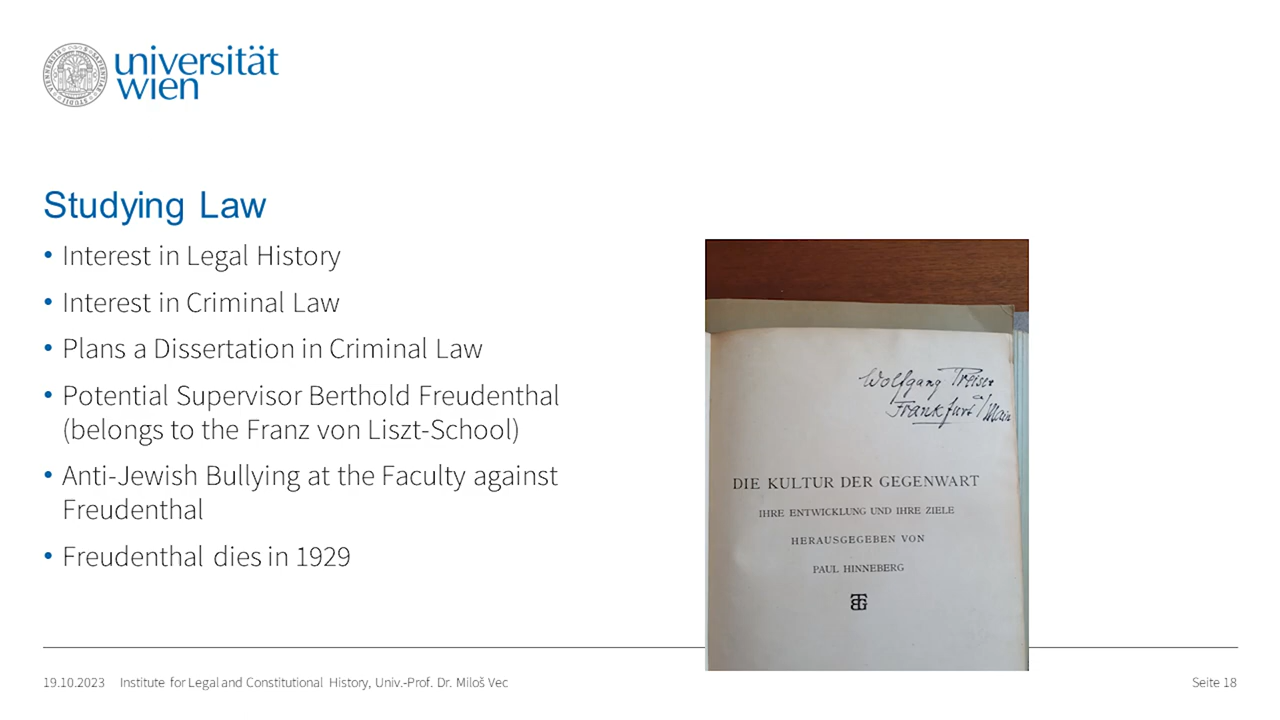 universität
wien
Studying Law
• Interest in Legal History
• Interest in Criminal Law
• Plans a Dissertation in Criminal Law
• Potential Supervisor Berthold Freudenthal
(belongs to the Franz von Liszt-School)
• Anti-Jewish Bullying at the Faculty against
Freudenthal
• Freudenthal dies in 1929
Wolfgang Preiser
Frankfurt/Main
DIE KULTUR DER GEGENWART
IHRE ENTWICKLUNG UND IHRE ZIELE
HERAUSGEGEBEN VON
PAUL HINNEBERG
19.10.2023 Institute for Legal and Constitutional History, Univ.-Prof. Dr. Miloš Vec
Seite 18